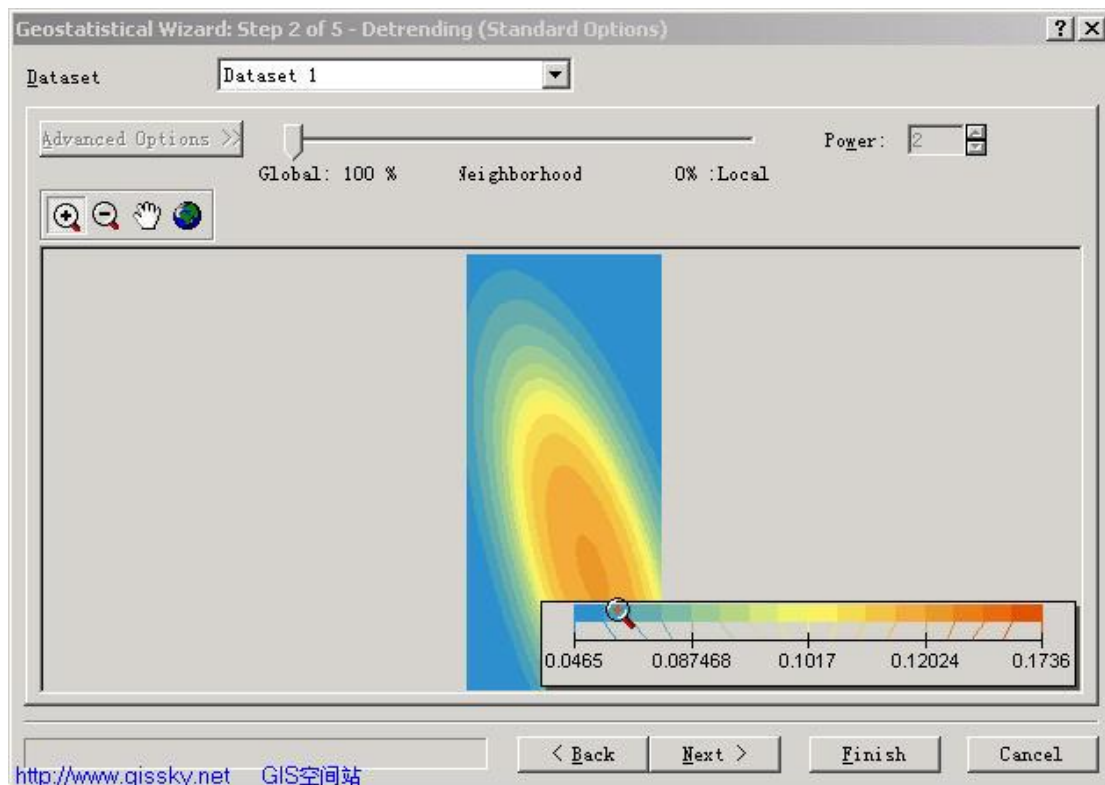 Geostatistical Wizard: Step 2 of 5 - Detrending (Standard Options)
Dataset
Dataset 1
Advanced Options >>
Power: 2
Global: 100 % Neighborhood 0% :Local
0.0465 0.087468 0.1017 0.12024 0.1736
< Back Next > Finish Cancel
http://www.gissky.net GIS空间站